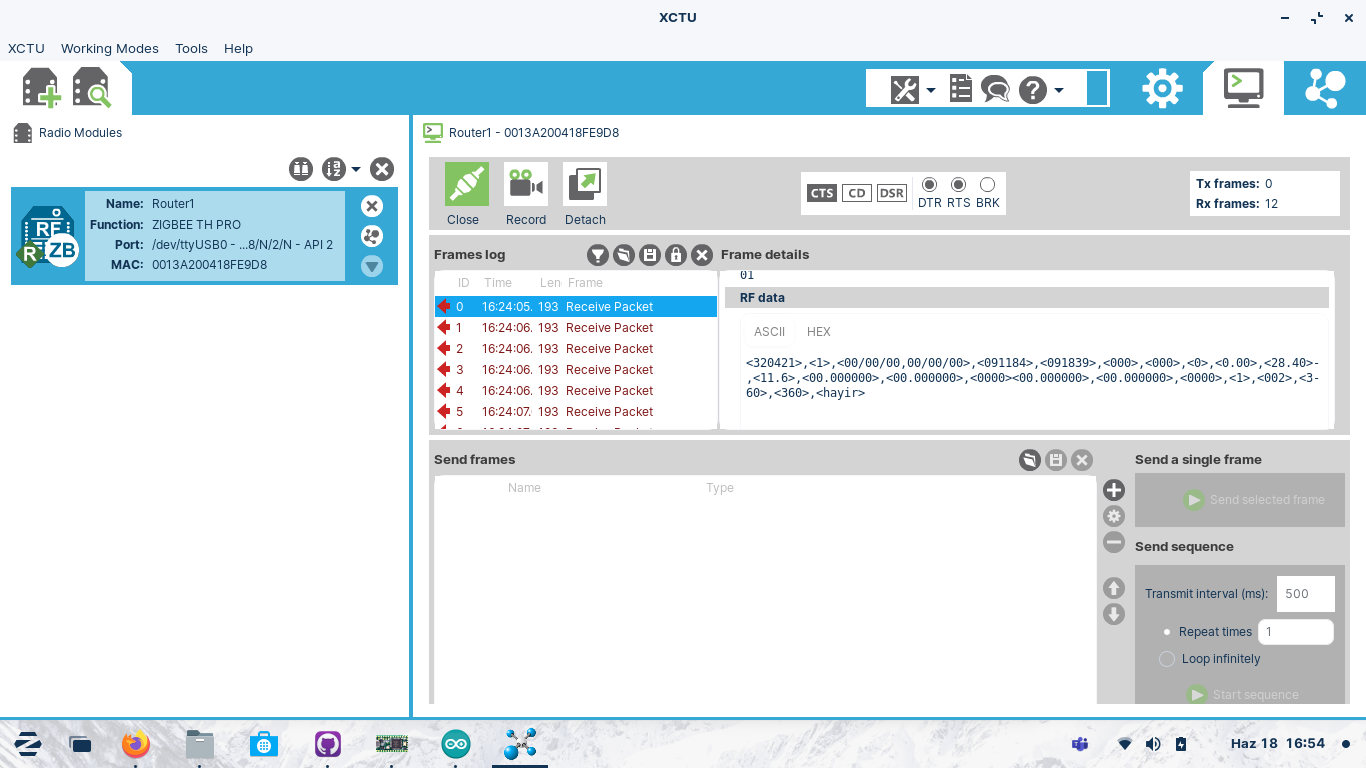 XCTU
XCTU Working Modes Tools Help
Radio Modules
Name: Router1
Function: ZIGBEE TH PRO
Port: /dev/ttyUSB0 - ...8/N/2/N - API 2
MAC: 0013A200418FE9D8
RF
R
ZB
Router1 - 0013A200418FE9D8
Close Record Detach
CTS CD DSR DTR RTS BRK
Tx frames: 0
Rx frames: 12
Frames log
ID Time Len Frame
0 16:24:05. 193 Receive Packet
1 16:24:06. 193 Receive Packet
2 16:24:06. 193 Receive Packet
3 16:24:06. 193 Receive Packet
4 16:24:06. 193 Receive Packet
5 16:24:07. 193 Receive Packet
Frame details
01
RF data
ASCII HEX
<320421>,<1>,<00/00/00,00/00/00>,<091184>,<091839>,<000>,<000>,<0>,<0.00>,<28.40>-
,<11.6>,<00.000000>,<00.000000>,<0000><00.000000>,<00.000000>,<0000>,<1>,<002>,<3-
60>,<360>,<hayir>
Send frames
Name Type
Send a single frame
Send selected frame
Send sequence
Transmit interval (ms): 500
Repeat times 1
Loop infinitely
Start sequence
Haz 18 16:54